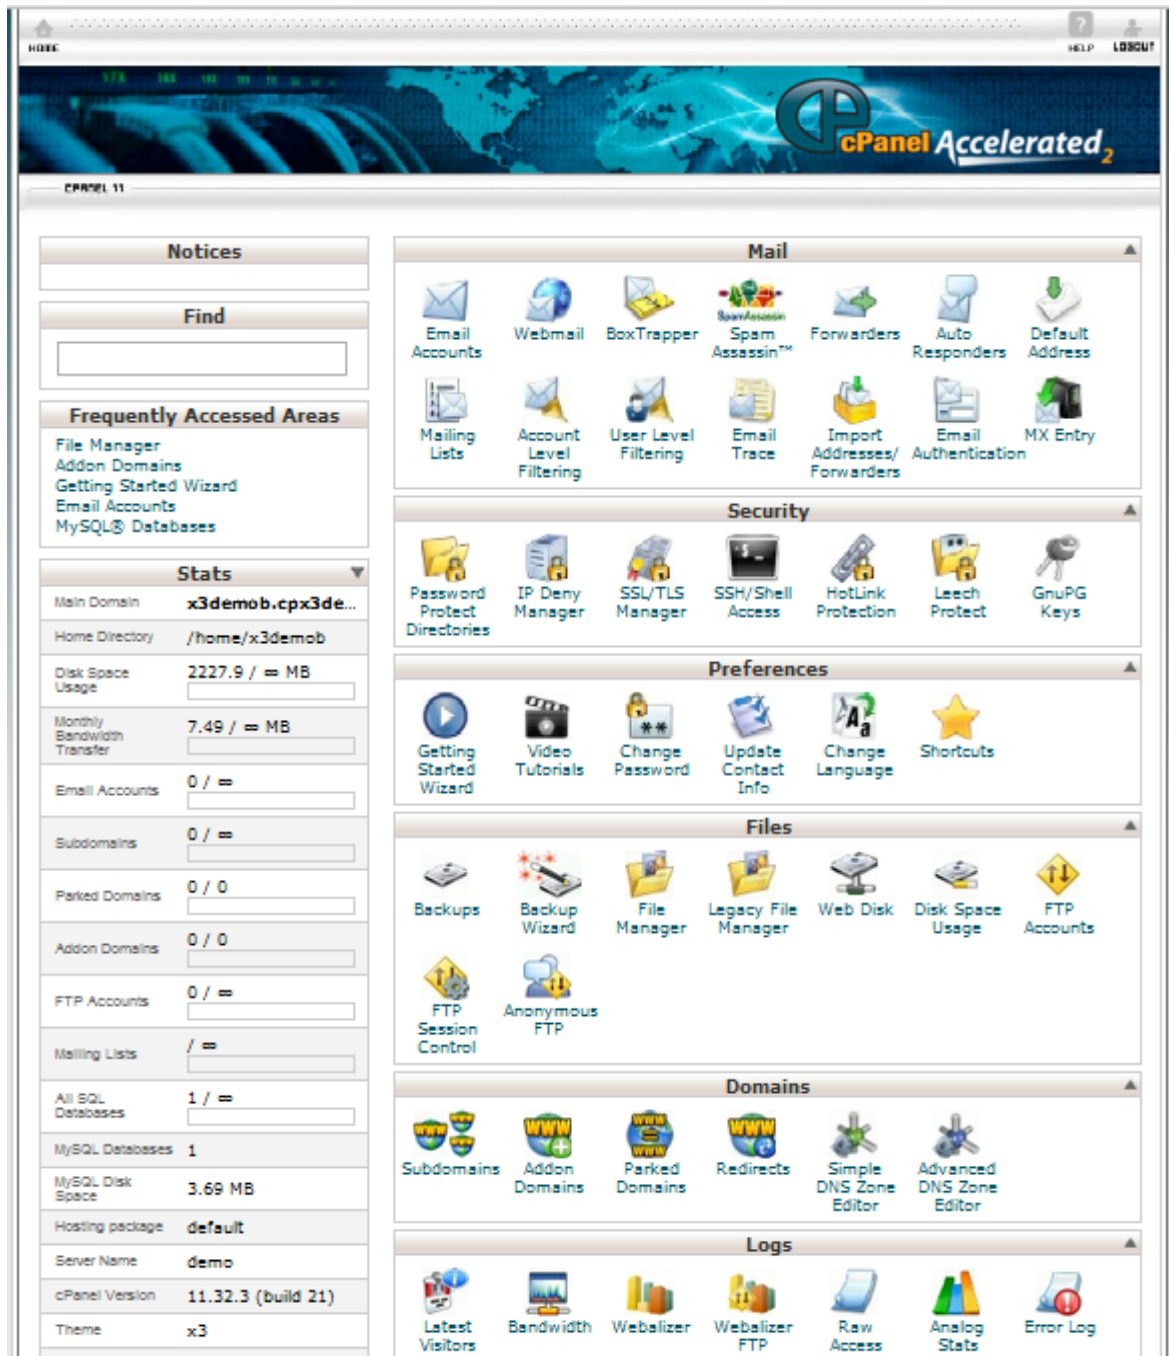 HOME
HELP LOGOUT
cPanel Accelerated2
CPANEL 11
Notices
Find
Frequently Accessed Areas
File Manager
Addon Domains
Getting Started Wizard
Email Accounts
MySQL® Databases
Stats
Main Domain x3demob.cpx3de...
Home Directory /home/x3demob
Disk Space
Usage
2227.9 / ∞ MB
Monthly
Bandwidth
Transfer
7.49 / ∞ MB
Email Accounts 0 / ∞
Subdomains 0 / ∞
Parked Domains 0 / 0
Addon Domains 0 / 0
FTP Accounts 0 / ∞
Mailing Lists / ∞
All SQL
Databases
1 / ∞
MySQL Databases 1
MySQL Disk
Space
3.69 MB
Hosting package default
Server Name demo
cPanel Version 11.32.3 (build 21)
Theme x3
Mail
Email
Accounts
Webmail
BoxTrapper
SpamAssassin
Spam
Assassin™
Forwarders
Auto
Responders
Default
Address
Mailing
Lists
Account
Level
Filtering
User Level
Filtering
Email
Trace
Import
Addresses/
Forwarders
Email
Authentication
MX Entry
Security
Password
Protect
Directories
IP Deny
Manager
SSL/TLS
Manager
SSH/Shell
Access
HotLink
Protection
Leech
Protect
GnuPG
Keys
Preferences
Getting
Started
Wizard
Video
Tutorials
Change
Password
Update
Contact
Info
Change
Language
Shortcuts
Files
Backups
Backup
Wizard
File
Manager
Legacy File
Manager
Web Disk
Disk Space
Usage
FTP
Accounts
FTP
Session
Control
Anonymous
FTP
Domains
Subdomains
Addon
Domains
Parked
Domains
Redirects
Simple
DNS Zone
Editor
Advanced
DNS Zone
Editor
Logs
Latest
Visitors
Bandwidth
Webalizer
Webalizer
FTP
Raw
Access
Analog
Stats
Error Log